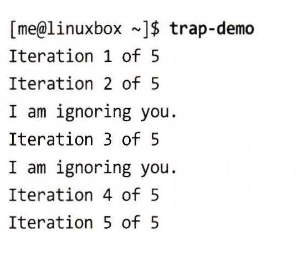 [me@linuxbox ~]$ trap-demo
Iteration 1 of 5
Iteration 2 of 5
I am ignoring you.
Iteration 3 of 5
I am ignoring you.
Iteration 4 of 5
Iteration 5 of 5